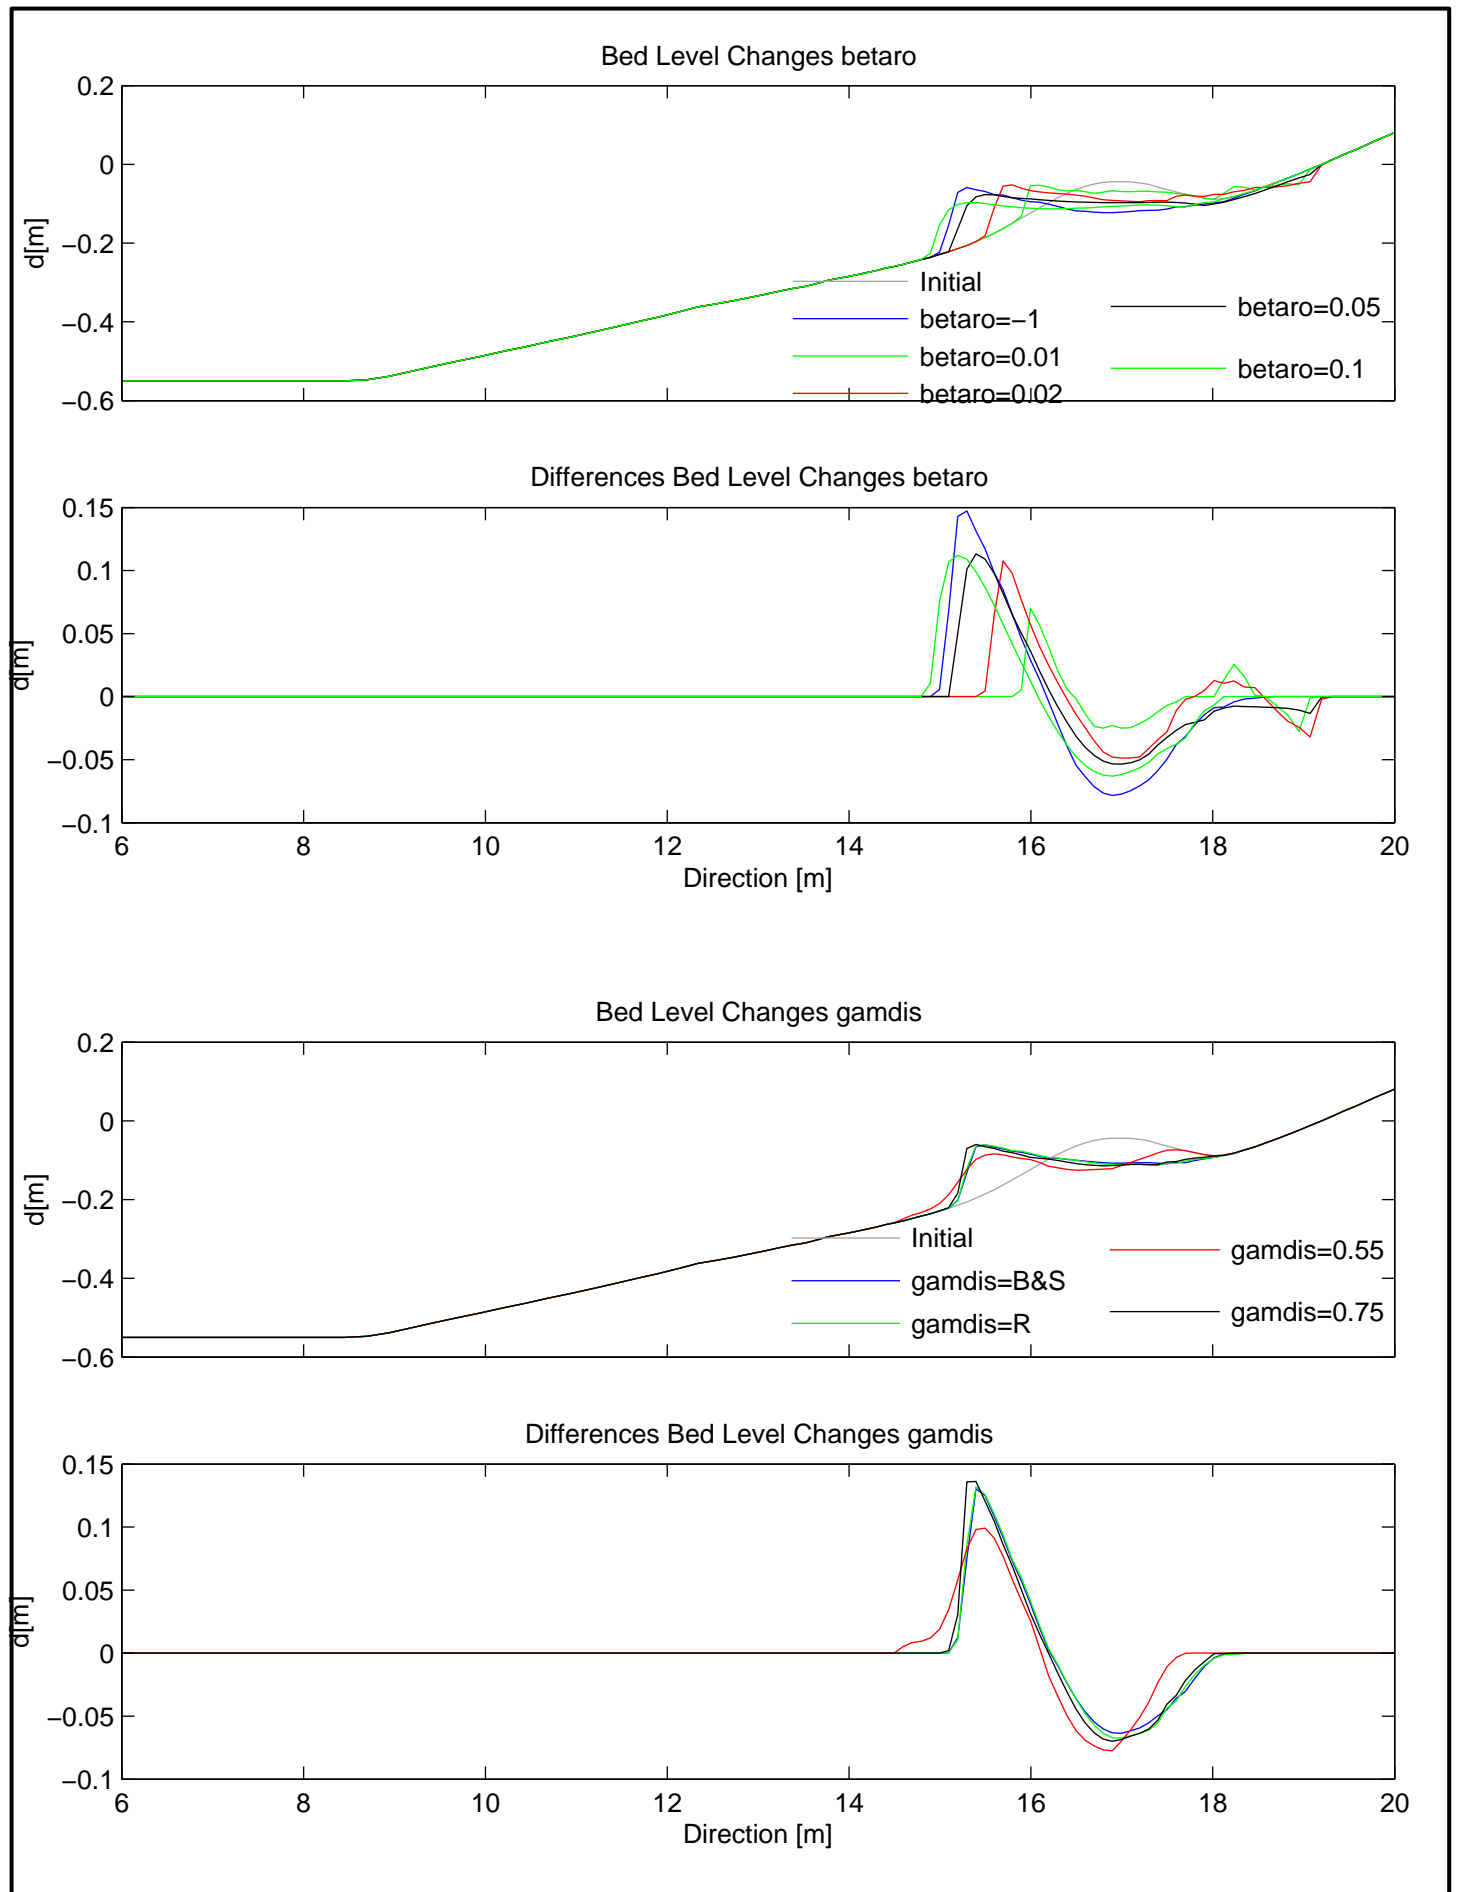 Bed Level Changes betaro
0.2
0
−0.2
−0.4
−0.6
d[m]
Initial
betaro=−1
betaro=0.01
betaro=0.02
betaro=0.05
betaro=0.1
Differences Bed Level Changes betaro
0.15
0.1
0.05
0
−0.05
−0.1
d[m]
6 8 10 12 14 16 18 20
Direction [m]
Bed Level Changes gamdis
0.2
0
−0.2
−0.4
−0.6
d[m]
Initial
gamdis=B&S
gamdis=R
gamdis=0.55
gamdis=0.75
Differences Bed Level Changes gamdis
0.15
0.1
0.05
0
−0.05
−0.1
d[m]
6 8 10 12 14 16 18 20
Direction [m]